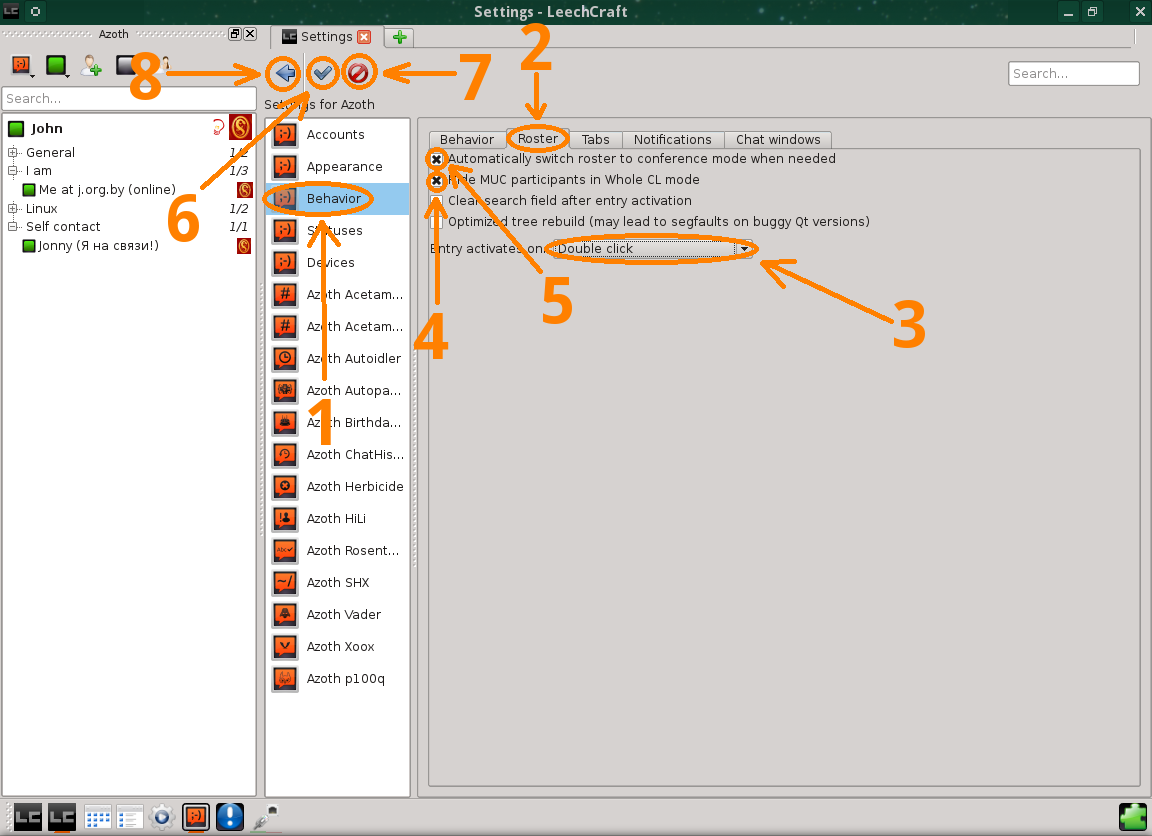 LC
Settings - LeechCraft
Azoth
LC Settings
2
8
7
Search...
Search...
Settings for Azoth
John
General 1/2
I am 1/3
Me at j.org.by (online)
Linux 1/2
Self contact 1/1
Jonny (Я на связи!)
6
Accounts
Appearance
Behavior
Statuses
Devices
Azoth Acetam...
Azoth Acetam...
Azoth Autoidler
Azoth Autopa...
Azoth Birthda...
Azoth ChatHis...
Azoth Herbicide
Azoth HiLi
Azoth Rosent...
Azoth SHX
Azoth Vader
Azoth Xoox
Azoth p100q
1
Behavior Roster Tabs Notifications Chat windows
Automatically switch roster to conference mode when needed
Hide MUC participants in Whole CL mode
Clear search field after entry activation
Optimized tree rebuild (may lead to segfaults on buggy Qt versions)
Entry activates on: Double click
5
3
4
LC LC